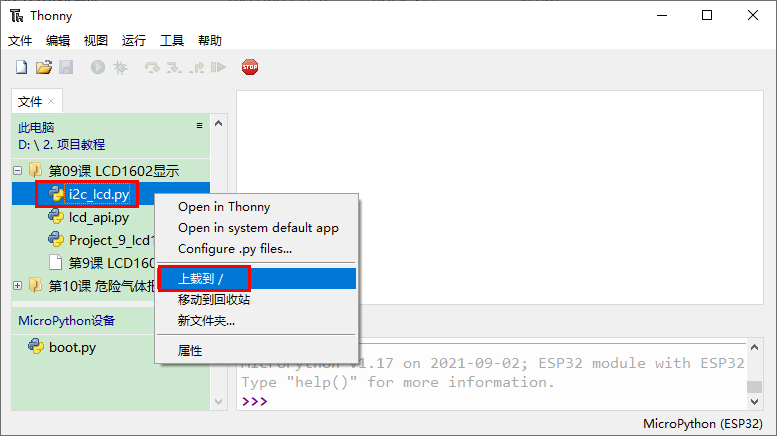 Thonny
文件 编辑 视图 运行 工具 帮助
STOP
文件 ×
此电脑
D: \ 2. 项目教程
第09课 LCD1602显示
i2c_lcd.py
lcd_api.py
Project_9_lcd1
第9课 LCD160
第10课 危险气体
MicroPython设备
boot.py
Open in Thonny
Open in system default app
Configure .py files...
上载到 /
移动到回收站
新文件夹...
属性
MicroPython v1.17 on 2021-09-02; ESP32 module with ESP32
Type "help()" for more information.
>>>
MicroPython (ESP32)